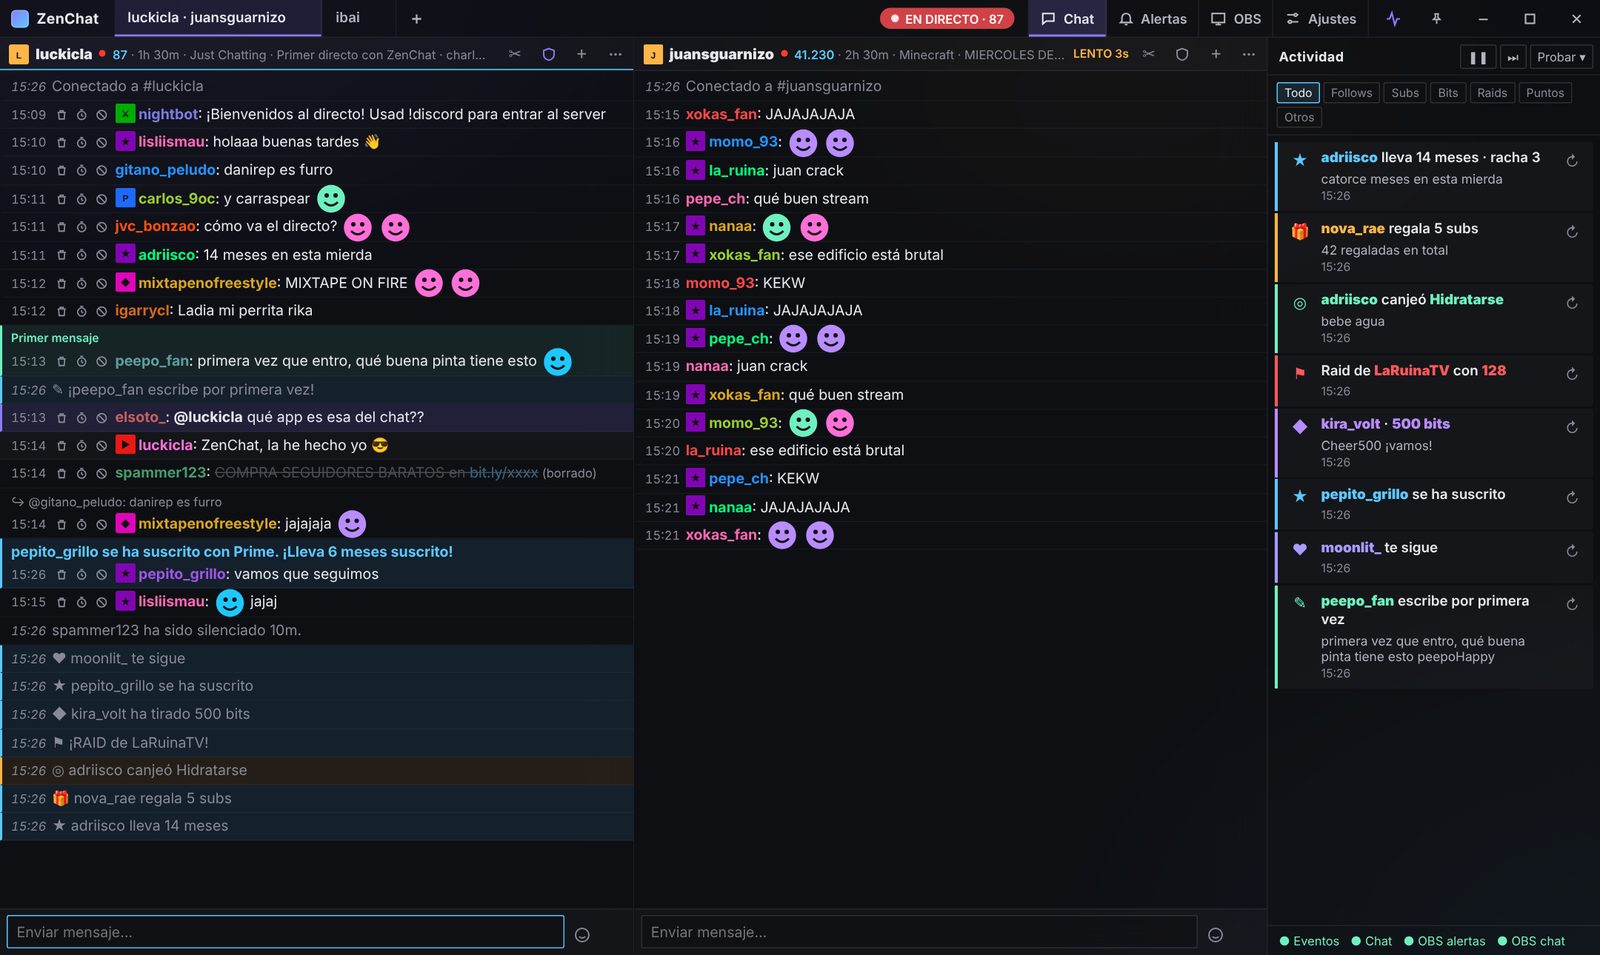 ZenChat
luckicla · juansguarnizo
ibai
+
EN DIRECTO · 87
Chat
Alertas
OBS
Ajustes
L luckicla 87 · 1h 30m · Just Chatting · Primer directo con ZenChat · charl...
15:26 Conectado a #luckicla
15:09 nightbot: ¡Bienvenidos al directo! Usad !discord para entrar al server
15:10 lisliismau: holaaa buenas tardes 👋
15:10 gitano_peludo: danirep es furro
15:11 P carlos_9oc: y carraspear
15:11 jvc_bonzao: cómo va el directo?
15:11 adriisco: 14 meses en esta mierda
15:12 mixtapenofreestyle: MIXTAPE ON FIRE
15:12 igarrycl: Ladia mi perrita rika
Primer mensaje
15:13 peepo_fan: primera vez que entro, qué buena pinta tiene esto
15:26 ✎ ¡peepo_fan escribe por primera vez!
15:13 elsoto_: @luckicla qué app es esa del chat??
15:14 luckicla: ZenChat, la he hecho yo 😎
15:14 spammer123: COMPRA SEGUIDORES BARATOS en bit.ly/xxxx (borrado)
↪ @gitano_peludo: danirep es furro
15:14 mixtapenofreestyle: jajajaja
pepito_grillo se ha suscrito con Prime. ¡Lleva 6 meses suscrito!
15:26 pepito_grillo: vamos que seguimos
15:15 lisliismau: jajaj
15:26 spammer123 ha sido silenciado 10m.
15:26 ♥ moonlit_ te sigue
15:26 ★ pepito_grillo se ha suscrito
15:26 ◆ kira_volt ha tirado 500 bits
15:26 ⚑ ¡RAID de LaRuinaTV!
15:26 ◎ adriisco canjeó Hidratarse
15:26 🎁 nova_rae regala 5 subs
15:26 ★ adriisco lleva 14 meses
Enviar mensaje...
J juansguarnizo 41.230 · 2h 30m · Minecraft · MIERCOLES DE... LENTO 3s
15:26 Conectado a #juansguarnizo
15:15 xokas_fan: JAJAJAJAJA
15:16 momo_93:
15:16 la_ruina: juan crack
15:16 pepe_ch: qué buen stream
15:17 nanaa:
15:17 xokas_fan: ese edificio está brutal
15:18 momo_93: KEKW
15:18 la_ruina: JAJAJAJAJA
15:19 pepe_ch:
15:19 nanaa: juan crack
15:19 xokas_fan: qué buen stream
15:20 momo_93:
15:20 la_ruina: ese edificio está brutal
15:21 pepe_ch: KEKW
15:21 nanaa: JAJAJAJAJA
15:21 xokas_fan:
Enviar mensaje...
Actividad
Probar ▾
Todo Follows Subs Bits Raids Puntos
Otros
adriisco lleva 14 meses · racha 3
catorce meses en esta mierda
15:26
nova_rae regala 5 subs
42 regaladas en total
15:26
adriisco canjeó Hidratarse
bebe agua
15:26
Raid de LaRuinaTV con 128
15:26
kira_volt · 500 bits
Cheer500 ¡vamos!
15:26
pepito_grillo se ha suscrito
15:26
moonlit_ te sigue
15:26
peepo_fan escribe por primera
vez
primera vez que entro, qué buena
pinta tiene esto peepoHappy
15:26
Eventos Chat OBS alertas OBS chat